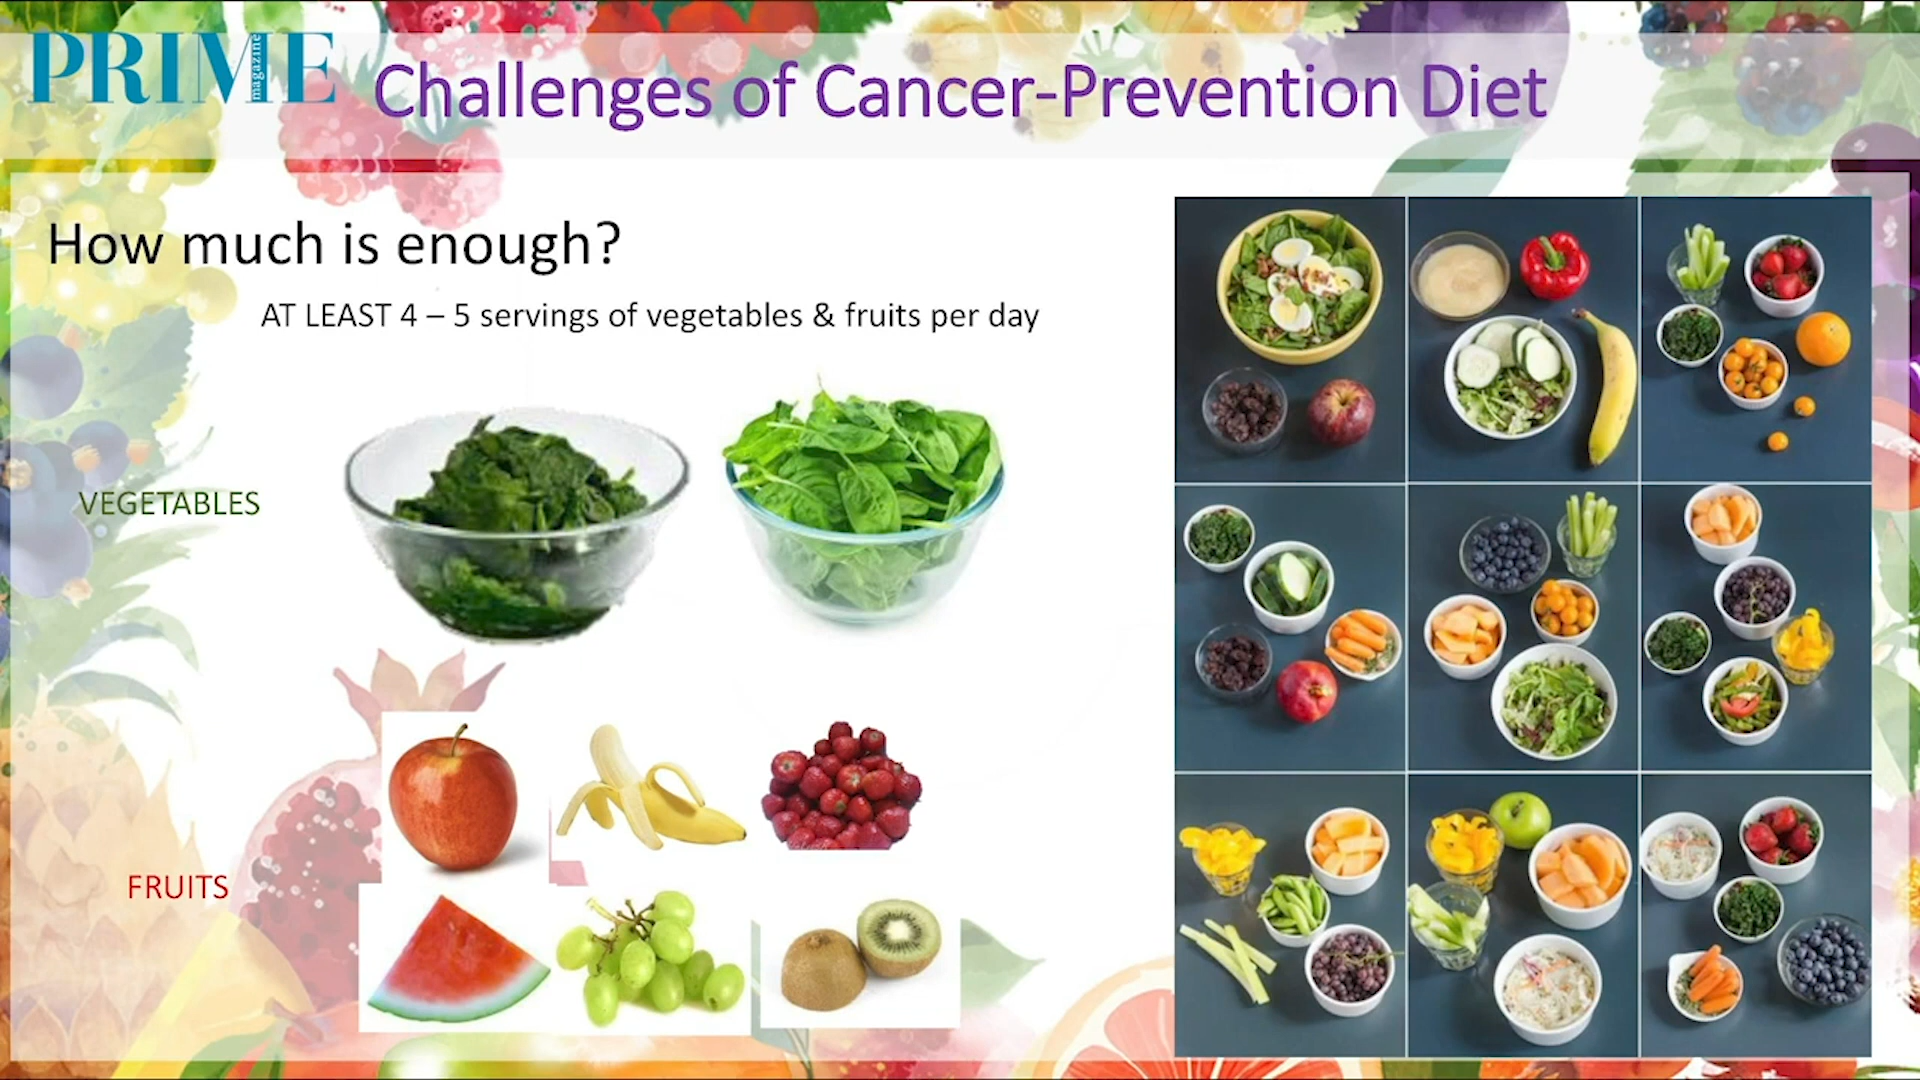 PRIME
magazine
Challenges of Cancer-Prevention Diet
How much is enough?
AT LEAST 4 – 5 servings of vegetables & fruits per day
VEGETABLES
FRUITS